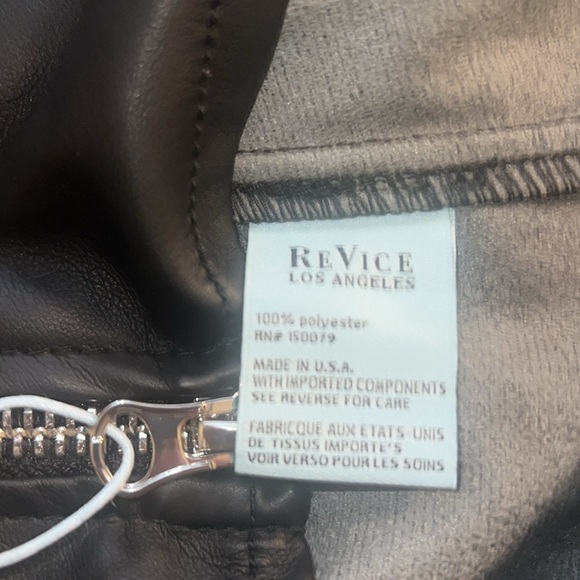 REVICE
LOS ANGELES
100% polyester
RN# 150079
MADE IN U.S.A.
WITH IMPORTED COMPONENTS
SEE REVERSE FOR CARE
FABRIQUE AUX ETATS-UNIS
DE TISSUS IMPORTE'S
VOIR VERSO POUR LES SOINS